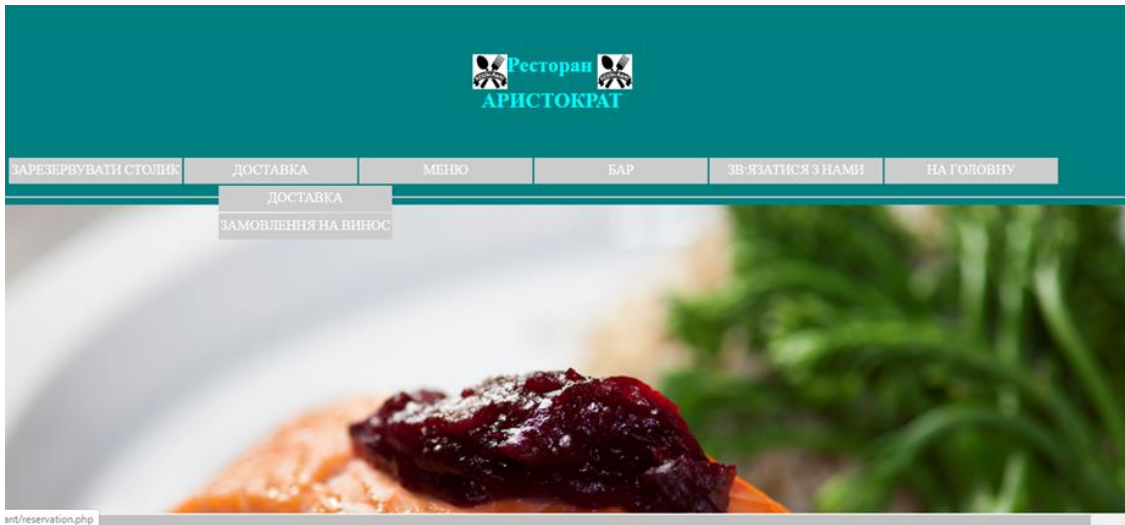 Ресторан
АРИСТОКРАТ
ЗАРЕЗЕРВУВАТИ СТОЛИК ДОСТАВКА МЕНЮ БАР ЗВ'ЯЗАТИСЯ З НАМИ НА ГОЛОВНУ
ДОСТАВКА
ЗАМОВЛЕННЯ НА ВИНОС
ant/reservation.php